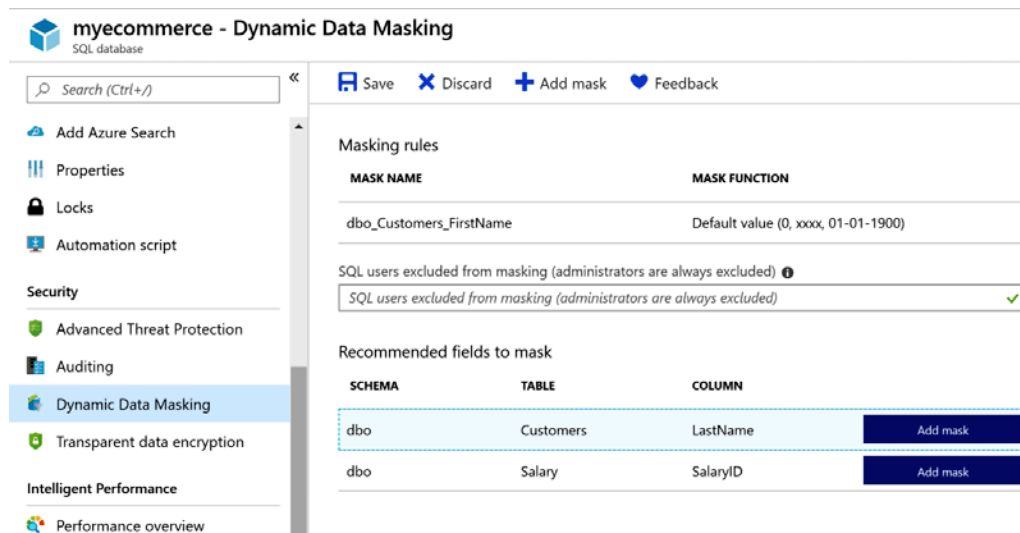 myecommerce - Dynamic Data Masking
SQL database
Search (Ctrl+/)
«
Add Azure Search
Properties
Locks
Automation script
Security
Advanced Threat Protection
Auditing
Dynamic Data Masking
Transparent data encryption
Intelligent Performance
Performance overview
Save Discard Add mask Feedback
Masking rules
MASK NAME MASK FUNCTION
dbo_Customers_FirstName Default value (0, xxxx, 01-01-1900)
SQL users excluded from masking (administrators are always excluded)
SQL users excluded from masking (administrators are always excluded)
Recommended fields to mask
SCHEMA TABLE COLUMN
dbo Customers LastName Add mask
dbo Salary SalaryID Add mask